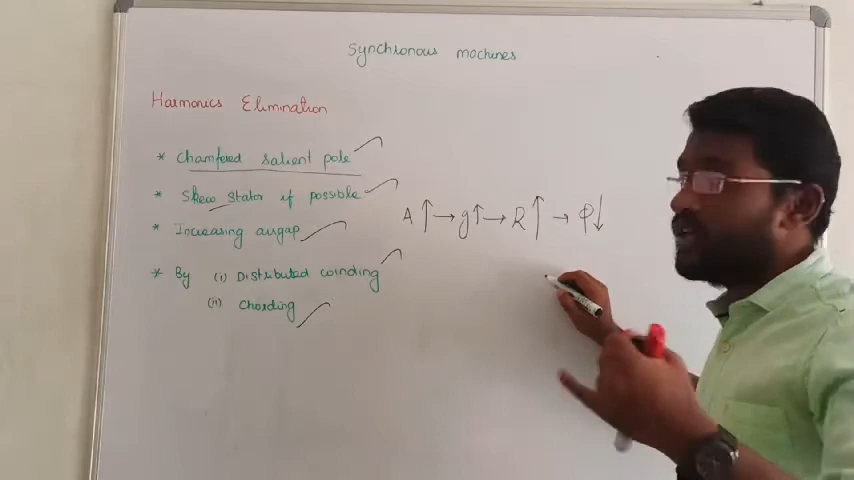 Synchronous machines
Harmonics Elimination
* Chamfered salient pole
* Skew stator if possible
* Increasing airgap
A↑→g↑→R↑→φ↓
* By (i) Distributed winding
(ii) Chording